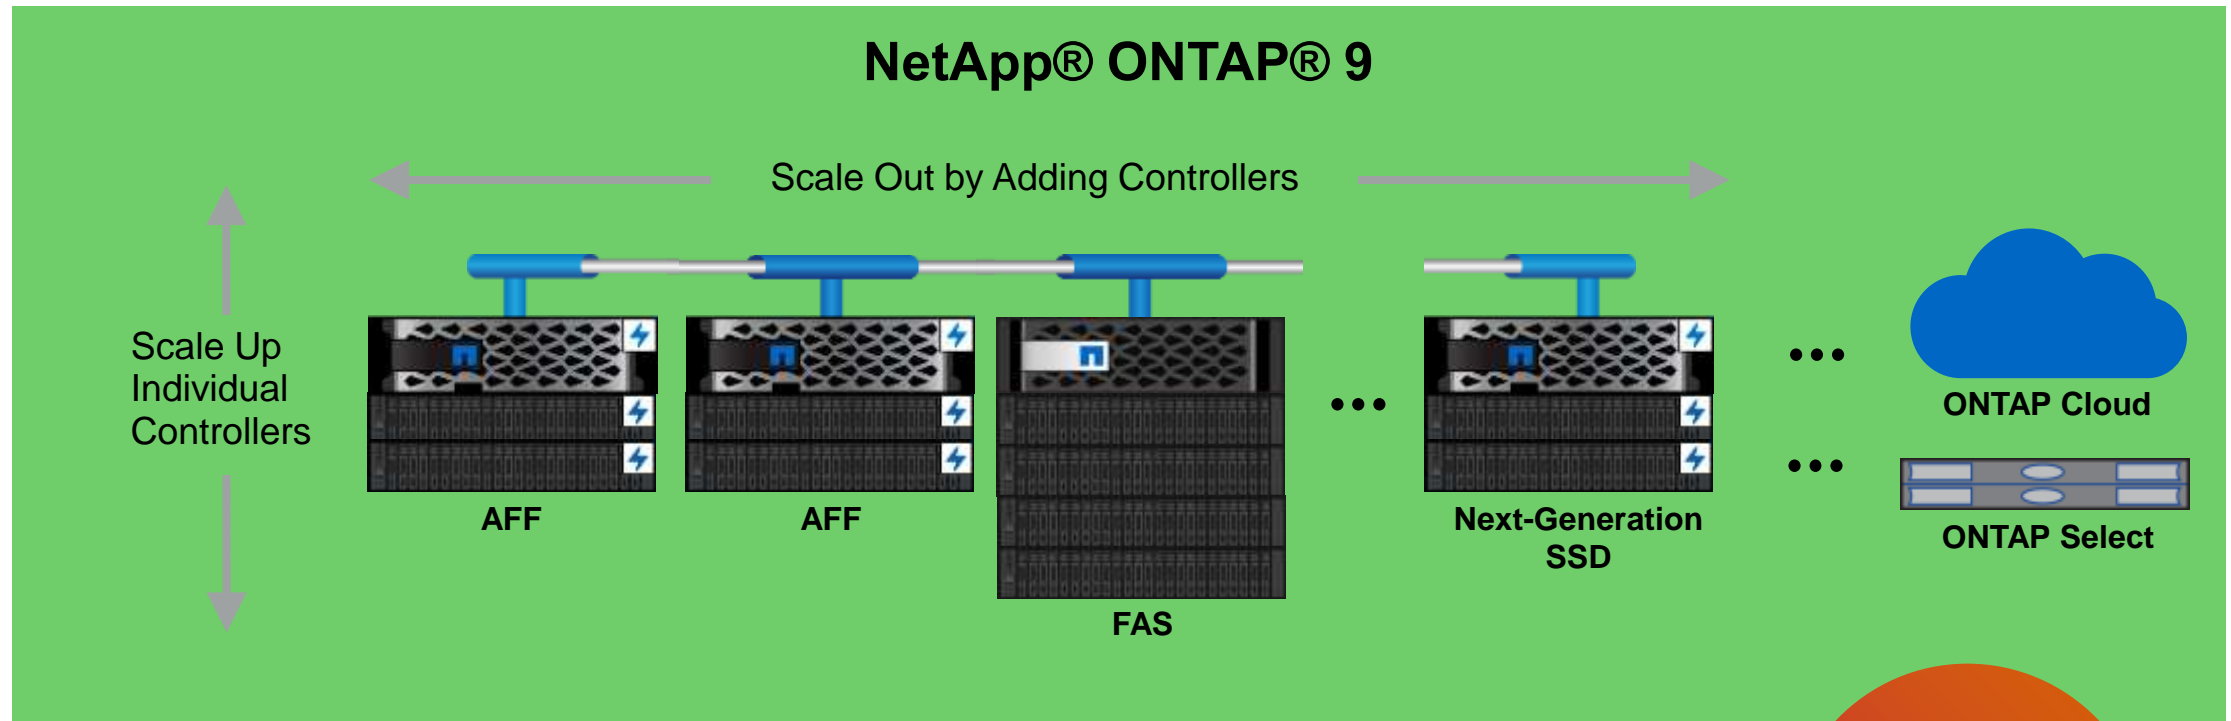 NetApp® ONTAP® 9
Scale Out by Adding Controllers
Scale Up
Individual
Controllers
...
...
...
ONTAP Cloud
ONTAP Select
AFF
AFF
FAS
Next-Generation
SSD